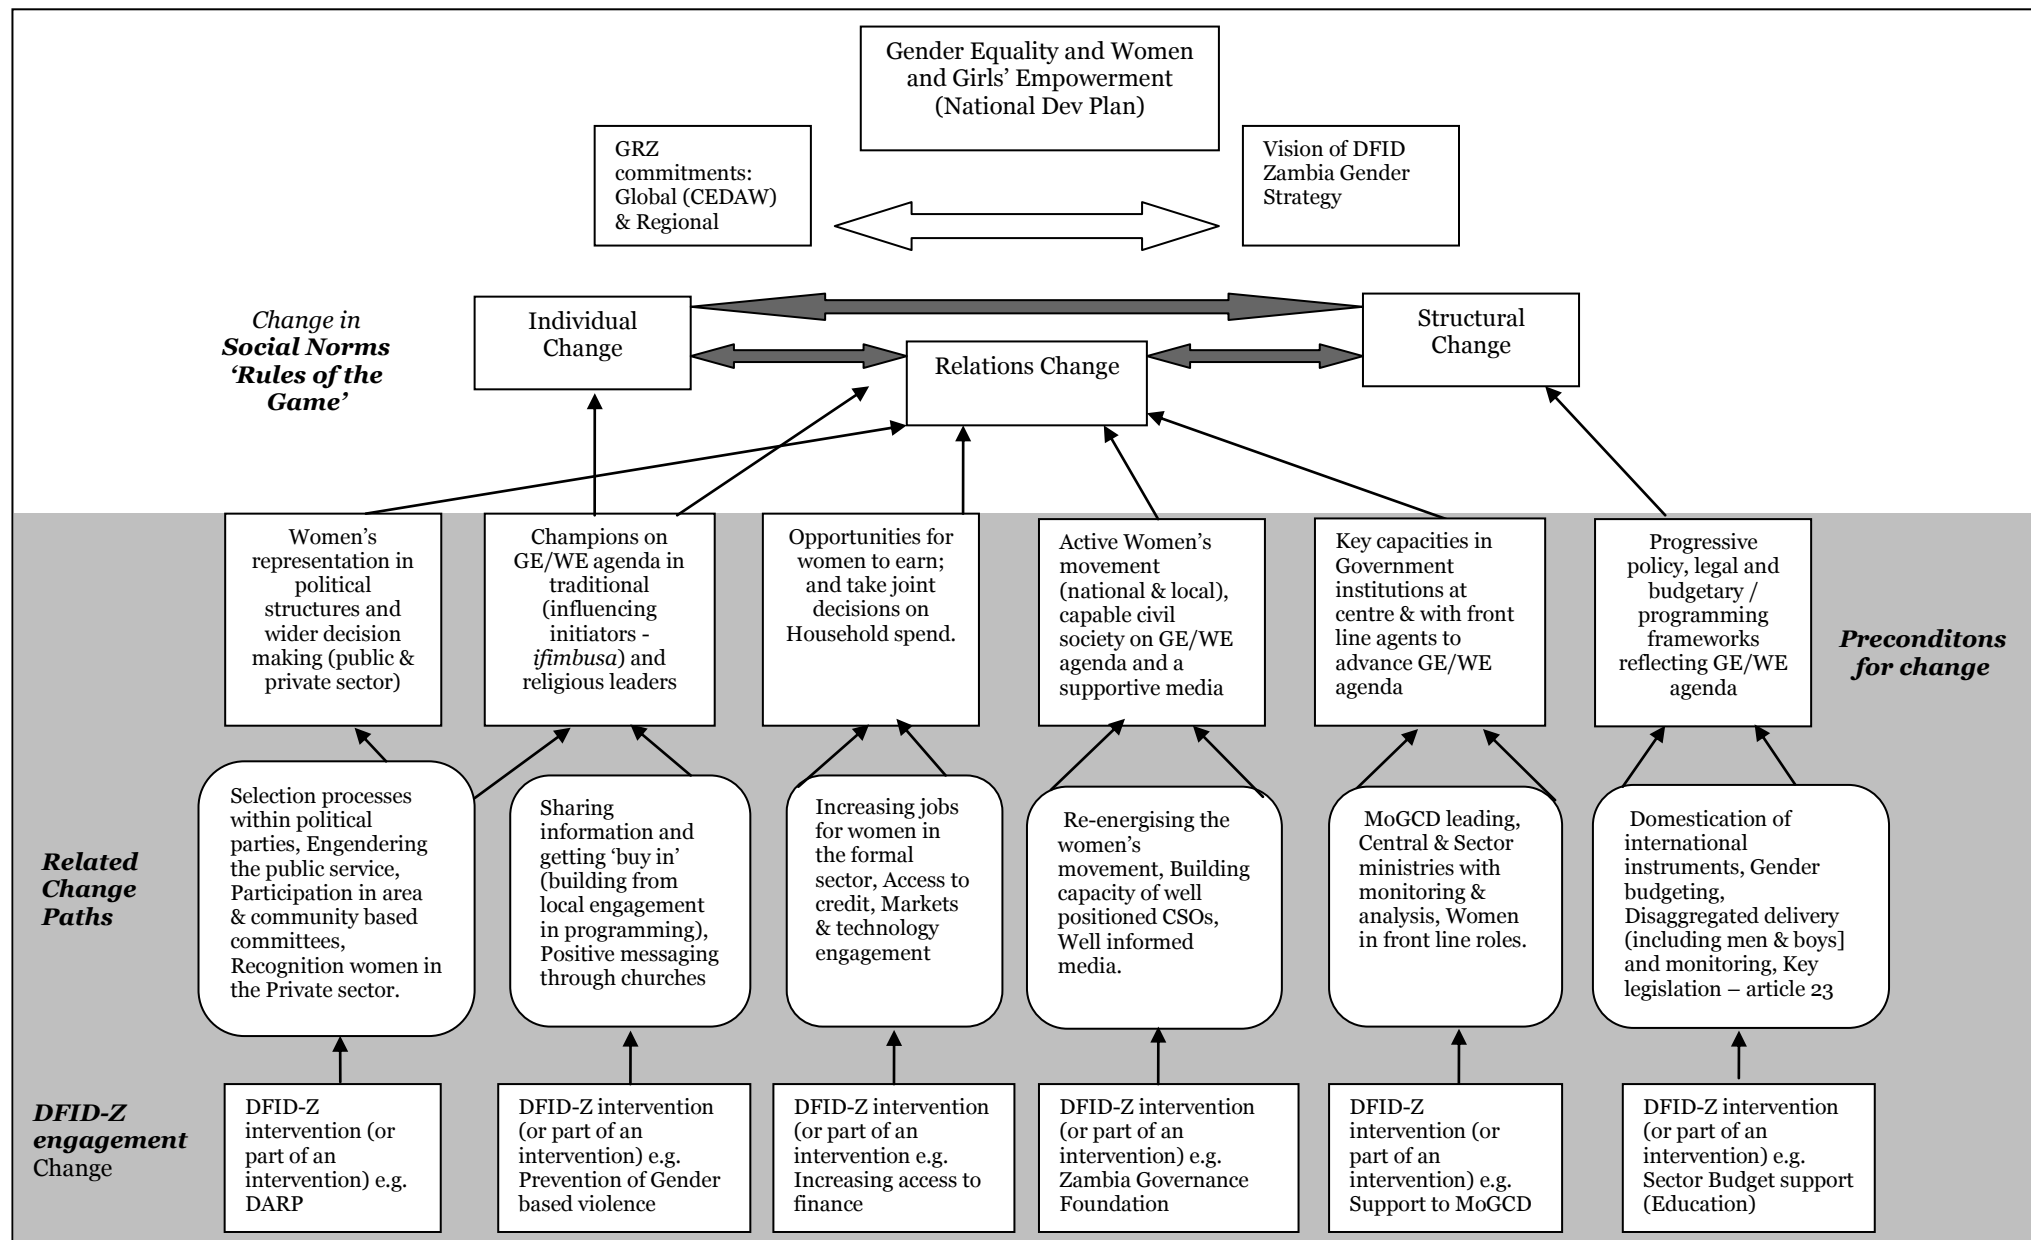 Gender Equality and Women
and Girls’ Empowerment
(National Dev Plan)
GRZ
commitments:
Global (CEDAW)
& Regional
Vision of DFID
Zambia Gender
Strategy
Change in
Social Norms
‘Rules of the
Game’
Individual
Change
Relations Change
Structural
Change
Women’s
representation in
political
structures and
wider decision
making (public &
private sector)
Champions on
GE/WE agenda in
traditional
(influencing
initiators -
ifimbusa) and
religious leaders
Opportunities for
women to earn;
and take joint
decisions on
Household spend.
Active Women’s
movement
(national & local),
capable civil
society on GE/WE
agenda and a
supportive media
Key capacities in
Government
institutions at
centre & with front
line agents to
advance GE/WE
agenda
Progressive
policy, legal and
budgetary /
programming
frameworks
reflecting GE/WE
agenda
Preconditons
for change
Related
Change
Paths
Selection processes
within political
parties, Engendering
the public service,
Participation in area
& community based
committees,
Recognition women in
the Private sector.
Sharing
information and
getting ‘buy in’
(building from
local engagement
in programming),
Positive messaging
through churches
Increasing jobs
for women in
the formal
sector, Access to
credit, Markets
& technology
engagement
Re-energising the
women’s
movement, Building
capacity of well
positioned CSOs,
Well informed
media.
MoGCD leading,
Central & Sector
ministries with
monitoring &
analysis, Women
in front line roles.
Domestication of
international
instruments, Gender
budgeting,
Disaggregated delivery
(including men & boys]
and monitoring, Key
legislation – article 23
DFID-Z
engagement
Change
DFID-Z
intervention (or
part of an
intervention) e.g.
DARP
DFID-Z intervention
(or part of an
intervention) e.g.
Prevention of Gender
based violence
DFID-Z intervention
(or part of an
intervention e.g.
Increasing access to
finance
DFID-Z intervention
(or part of an
intervention) e.g.
Zambia Governance
Foundation
DFID-Z
intervention (or
part of an
intervention) e.g.
Support to MoGCD
DFID-Z intervention
(or part of an
intervention) e.g.
Sector Budget support
(Education)